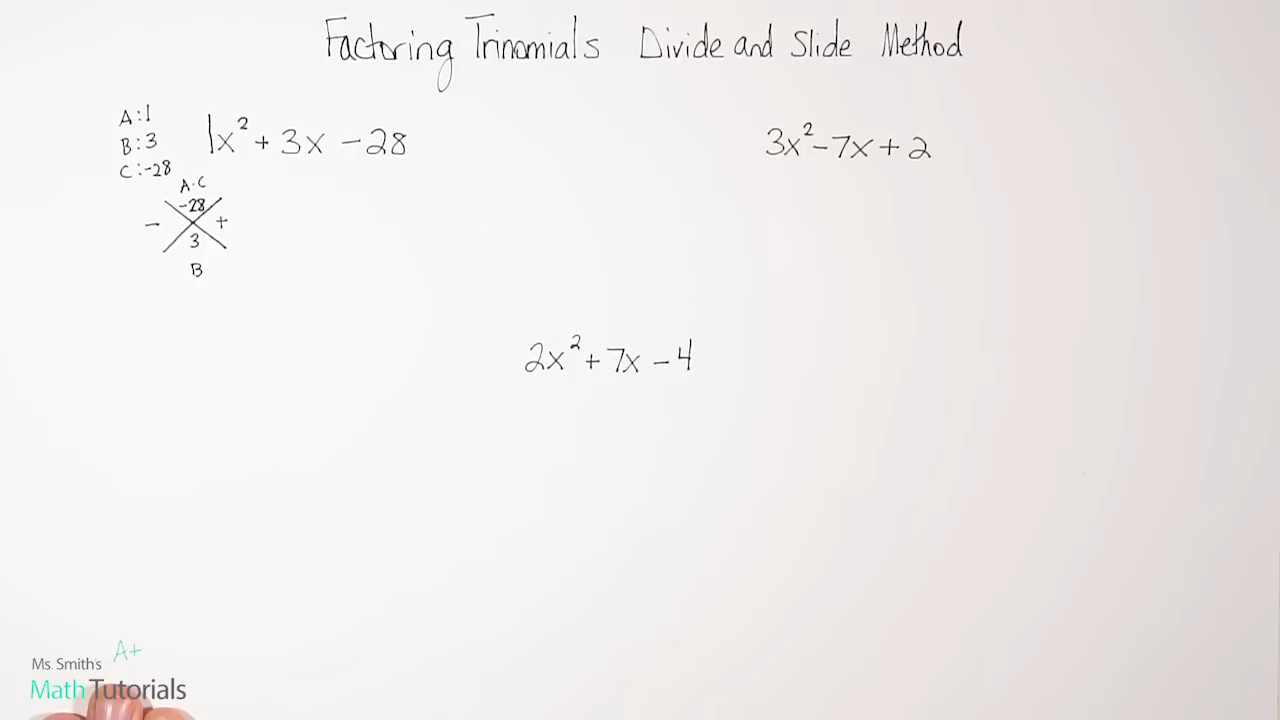 Factoring Trinomials Divide and Slide Method
A:1
B:3
C:-28
1x² + 3x - 28
A·C
-28
- +
3
B
3x² - 7x + 2
2x² + 7x - 4
A+
Ms. Smith's
Math Tutorials